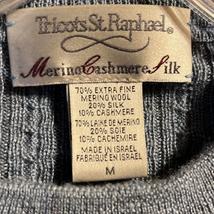 Tricots St. Raphael®
Merino Cashmere Silk
70% EXTRA FINE
MERINO WOOL
20% SILK
10% CASHMERE
70% LAINE DE MERINO
20% SOIE
10% CACHEMIRE
MADE IN ISRAEL
FABRIQUÉ EN ISRAËL
M